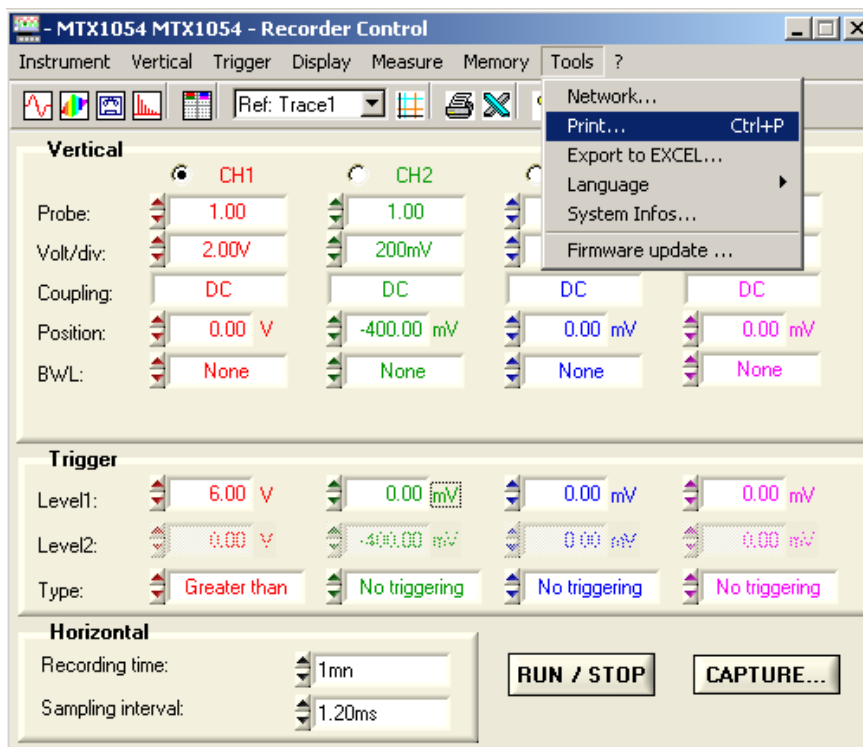 - MTX1054 MTX1054 - Recorder Control
Instrument Vertical Trigger Display Measure Memory Tools ?
Ref: Trace1
Network...
Print... Ctrl+P
Export to EXCEL...
Language
System Infos...
Firmware update ...
Vertical
CH1 CH2
Probe: 1.00 1.00
Volt/div: 2.00V 200mV
Coupling: DC DC DC DC
Position: 0.00 V -400.00 mV 0.00 mV 0.00 mV
BWL: None None None None
Trigger
Level1: 6.00 V 0.00 mV 0.00 mV 0.00 mV
Level2: 0.00 V -400.00 mV 0.00 mV 0.00 mV
Type: Greater than No triggering No triggering No triggering
Horizontal
Recording time: 1mn
Sampling interval: 1.20ms
RUN / STOP CAPTURE...